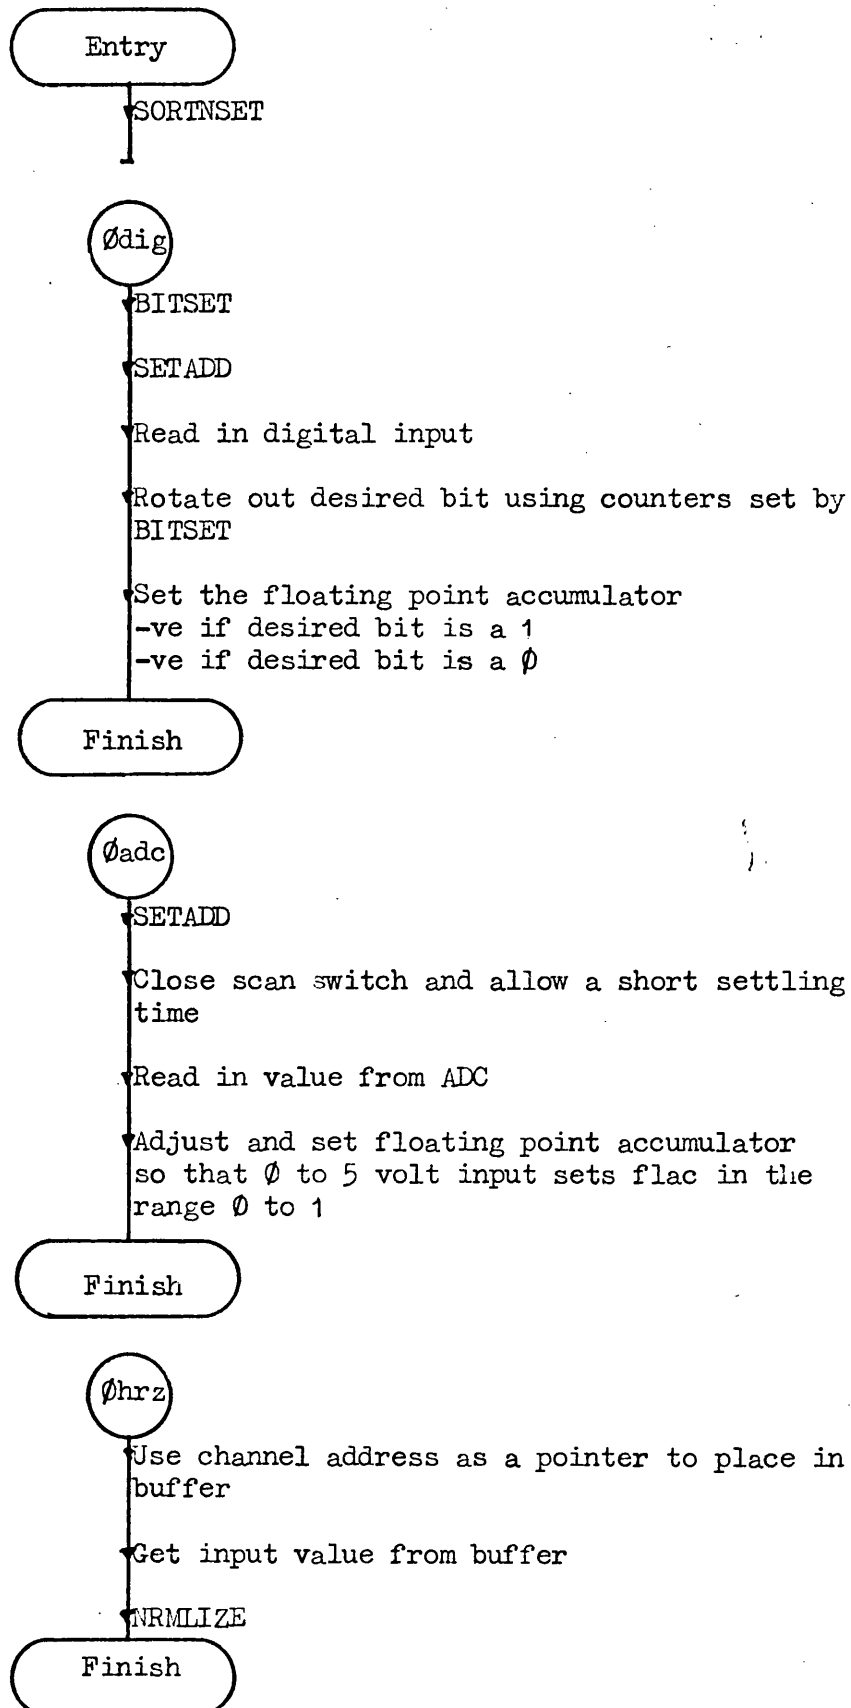 Entry
SORTNSET
Ødig
BITSET
SETADD
Read in digital input
Rotate out desired bit using counters set by
BITSET
Set the floating point accumulator
-ve if desired bit is a 1
-ve if desired bit is a Ø
Finish
Øadc
SETADD
Close scan switch and allow a short settling
time
Read in value from ADC
Adjust and set floating point accumulator
so that Ø to 5 volt input sets flac in the
range Ø to 1
Finish
Øhrz
Use channel address as a pointer to place in
buffer
Get input value from buffer
NRMLIZE
Finish